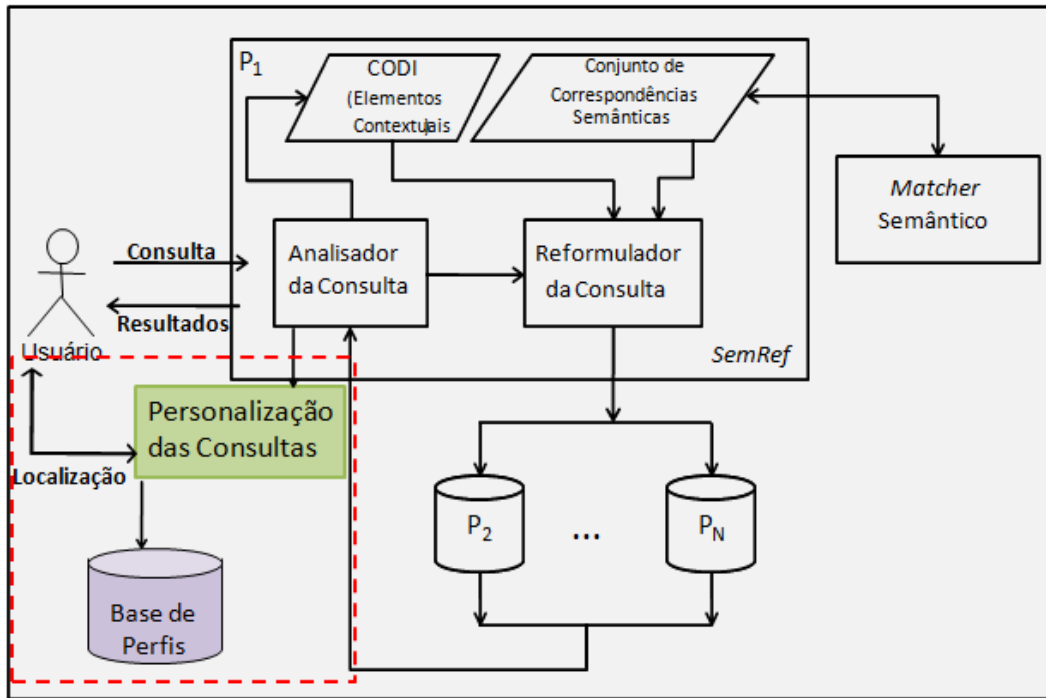 P1
CODI
(Elementos
Contextuais)
Conjunto de
Correspondências
Semânticas
Matcher
Semântico
Consulta
Resultados
Usuário
Analisador
da Consulta
Reformulador
da Consulta
SemRef
Personalização
das Consultas
Localização
Base de
Perfis
P2
...
PN